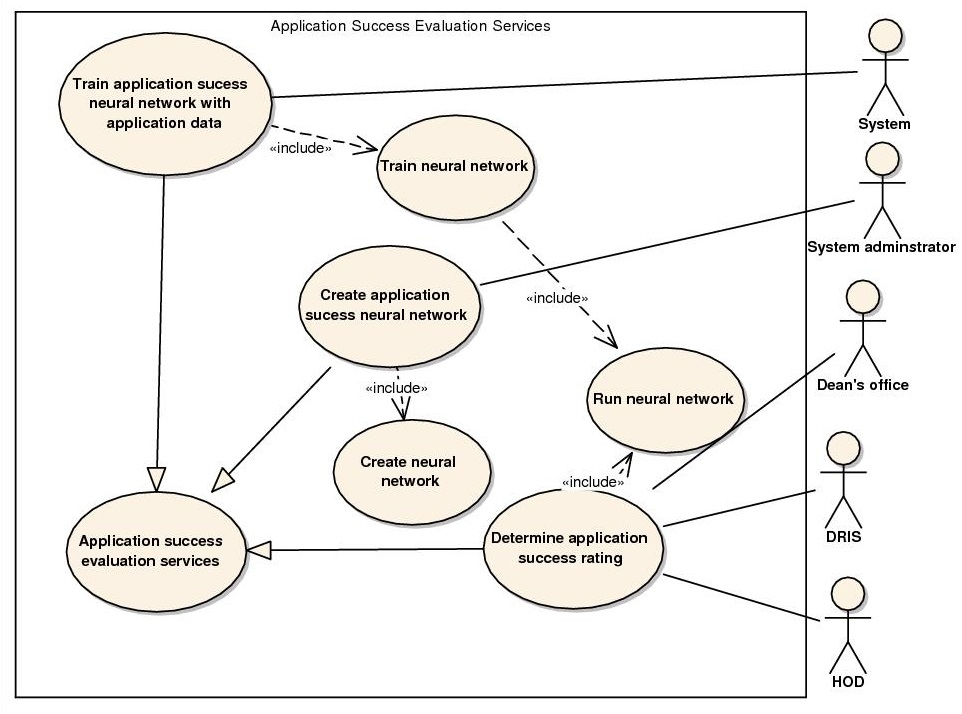 Application Success Evaluation Services
Train application sucess
neural network with
application data
System
«include»
Train neural network
System adminstrator
Create application
sucess neural network
«include»
Dean's office
«include»
Run neural network
Create neural
network
«include»
DRIS
Application success
evaluation services
Determine application
success rating
HOD